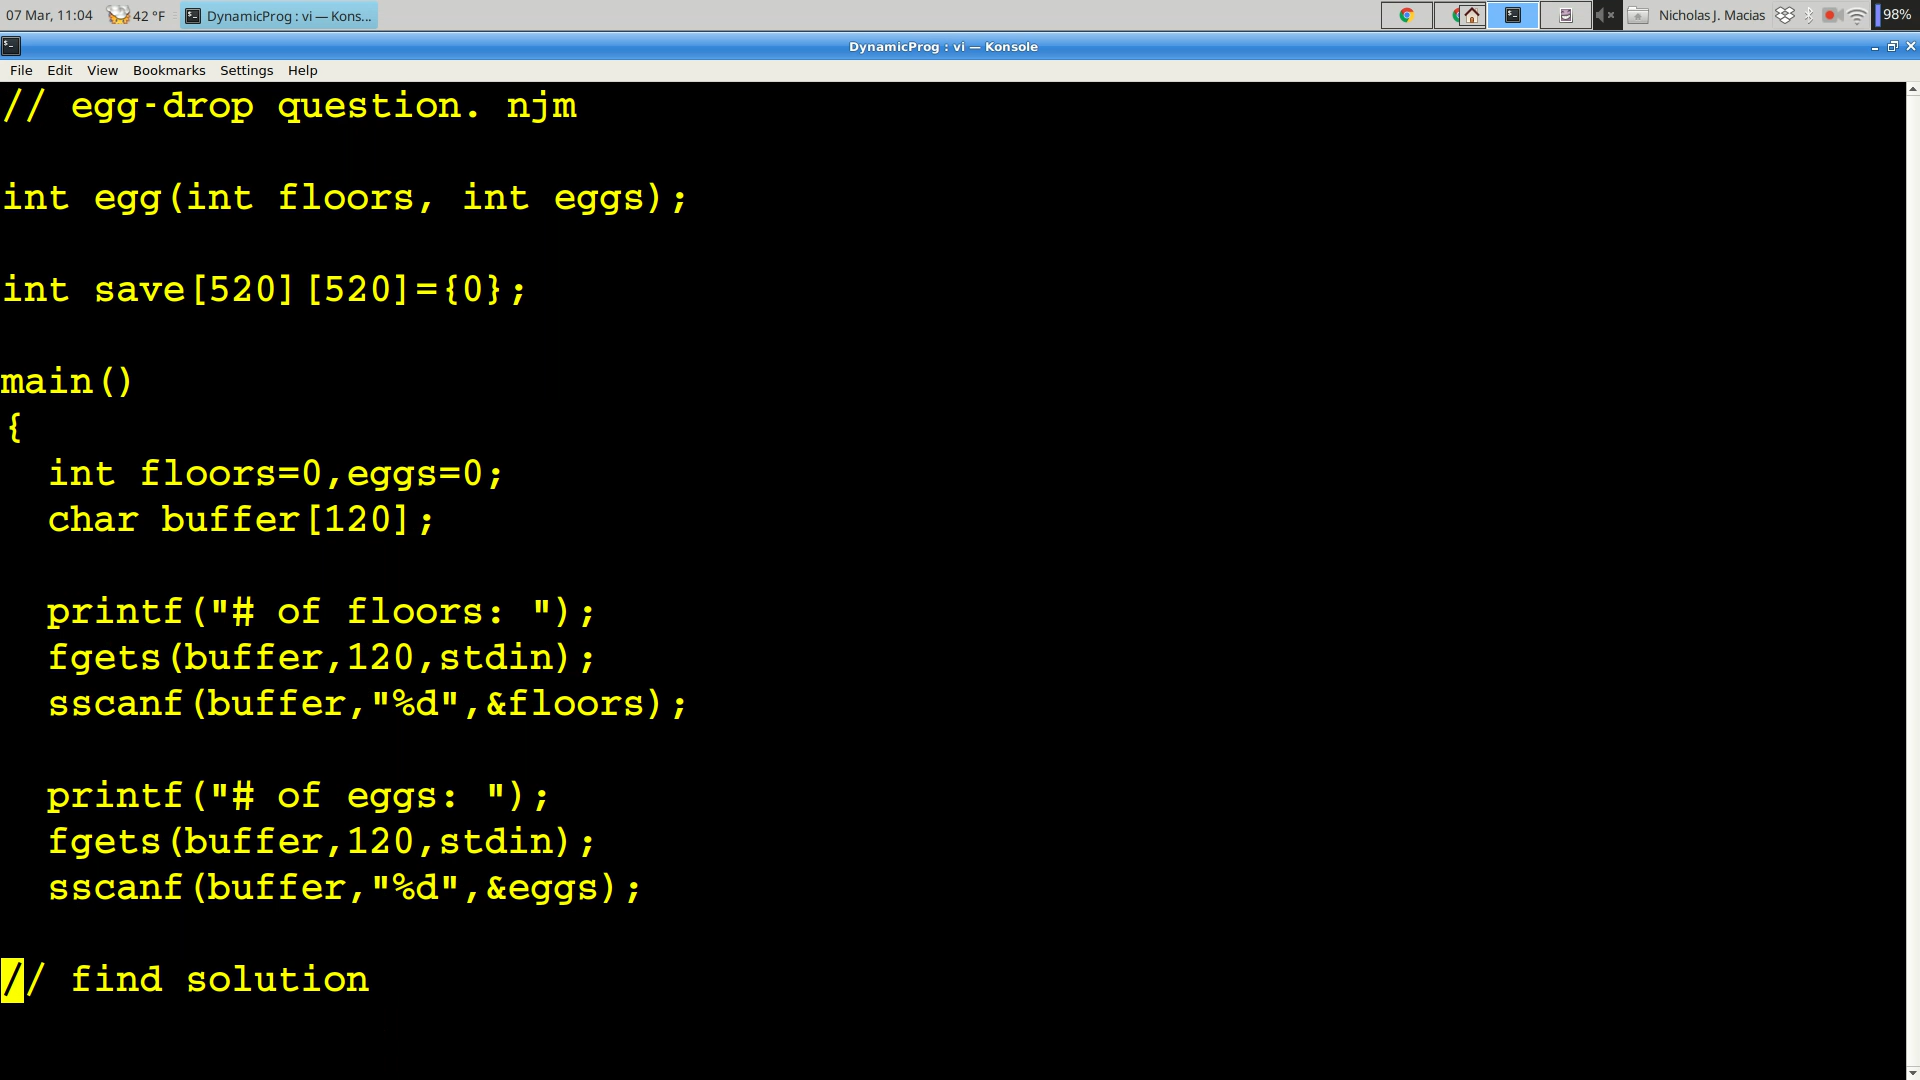 07 Mar, 11:04 42 °F DynamicProg : vi — Kons... Nicholas J. Macias 98%
DynamicProg : vi — Konsole
File Edit View Bookmarks Settings Help
// egg-drop question. njm
int egg(int floors, int eggs);
int save[520][520]={0};
main()
{
int floors=0,eggs=0;
char buffer[120];
printf("# of floors: ");
fgets(buffer,120,stdin);
sscanf(buffer,"%d",&floors);
printf("# of eggs: ");
fgets(buffer,120,stdin);
sscanf(buffer,"%d",&eggs);
// find solution